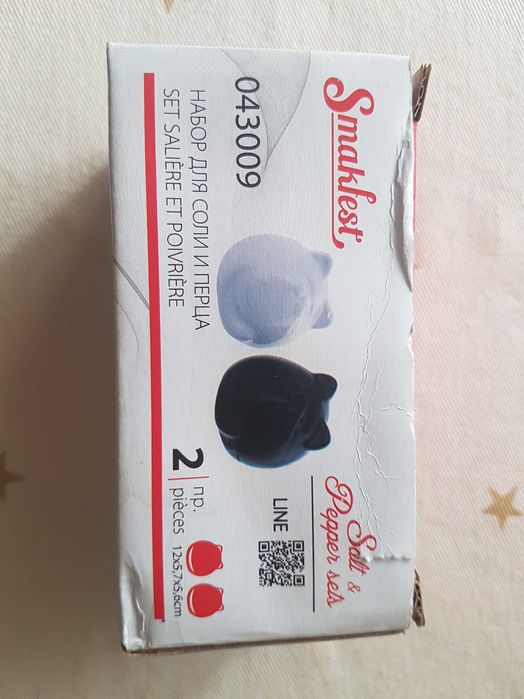 Smakfest
Salt &
Pepper sets
043009
LINE
НАБОР ДЛЯ СОЛИ И ПЕРЦА
SET SALIÈRE ET POIVRIÈRE
2 пр.
pièces
12x5,7x5,6cm